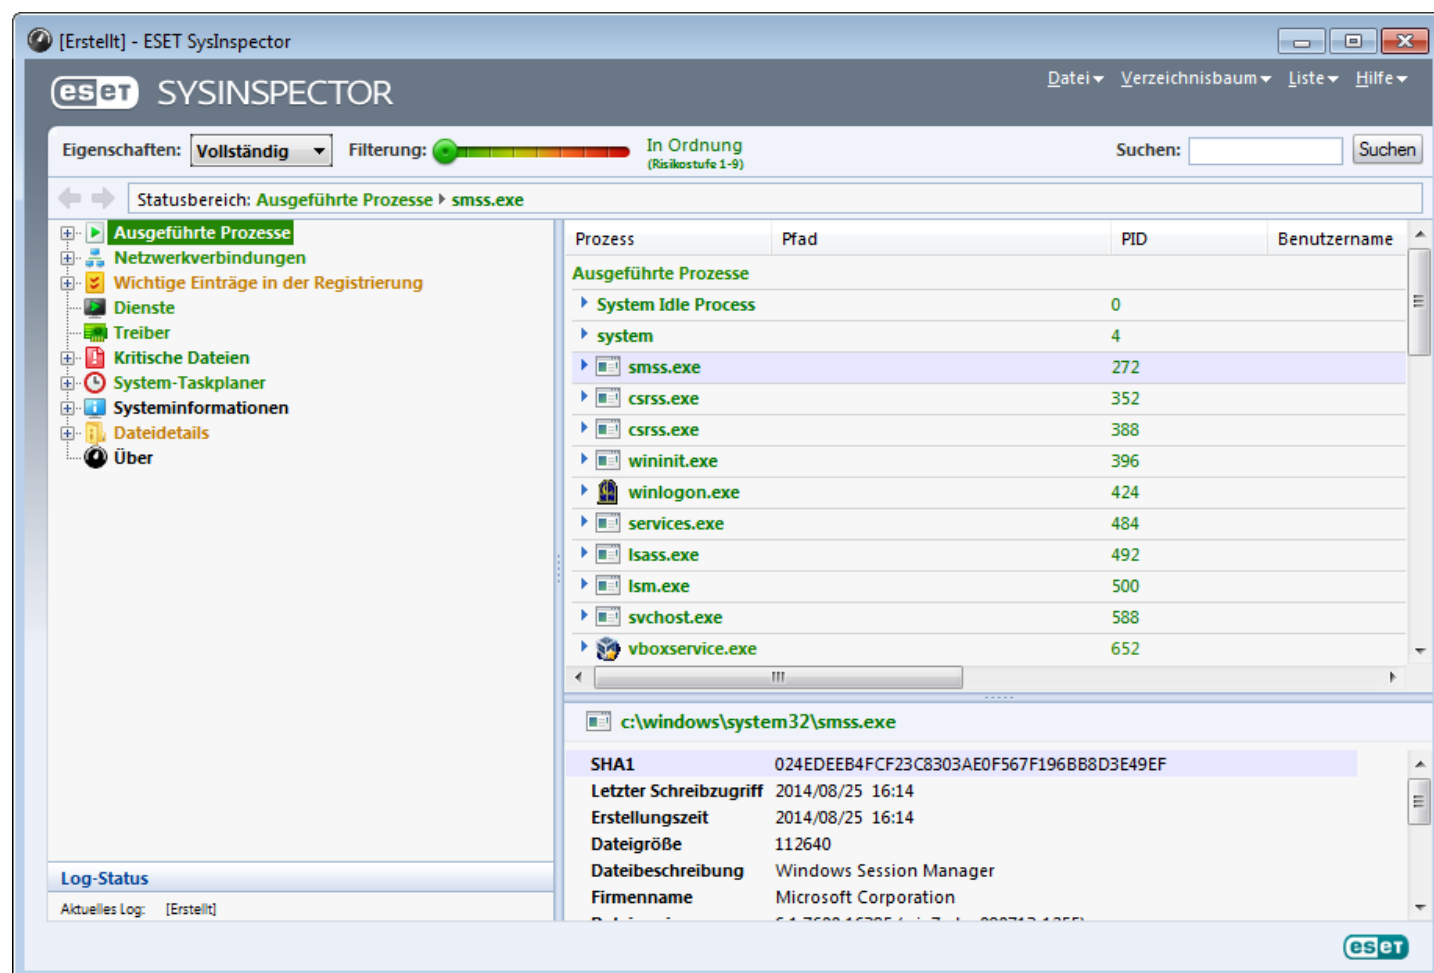 [Erstellt] - ESET SysInspector
eset SYSINSPECTOR
Datei Verzeichnisbaum Liste Hilfe
Eigenschaften: Vollständig Filterung: In Ordnung (Risikostufe 1-9) Suchen: Suchen
Statusbereich: Ausgeführte Prozesse smss.exe
Ausgeführte Prozesse
Netzwerkverbindungen
Wichtige Einträge in der Registrierung
Dienste
Treiber
Kritische Dateien
System-Taskplaner
Systeminformationen
Dateidetails
Über
Log-Status
Aktuelles Log: [Erstellt]
Prozess Pfad PID Benutzername
Ausgeführte Prozesse
System Idle Process 0
system 4
smss.exe 272
csrss.exe 352
csrss.exe 388
wininit.exe 396
winlogon.exe 424
services.exe 484
lsass.exe 492
lsm.exe 500
svchost.exe 588
vboxservice.exe 652
c:\windows\system32\smss.exe
SHA1 024EDEEB4FCF23C8303AE0F567F196BB8D3E49EF
Letzter Schreibzugriff 2014/08/25 16:14
Erstellungszeit 2014/08/25 16:14
Dateigröße 112640
Dateibeschreibung Windows Session Manager
Firmenname Microsoft Corporation
eset